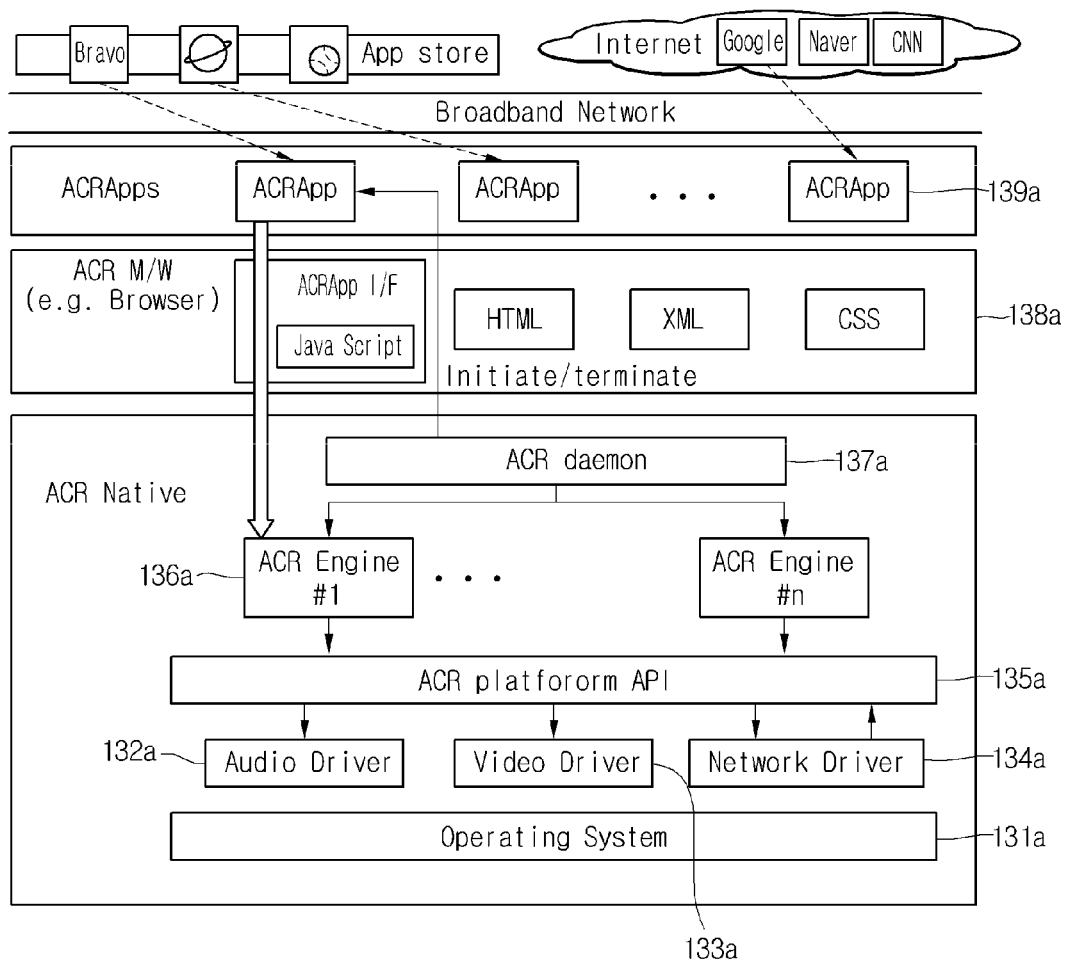 Bravo
App store
Internet
Google
Naver
CNN
Broadband Network
ACRApps
ACRApp
ACRApp
. . .
ACRApp
139a
ACR M/W
(e.g. Browser)
ACRApp I/F
Java Script
HTML
XML
CSS
138a
Initiate/terminate
ACR daemon
137a
ACR Native
ACR Engine
#1
136a
. . .
ACR Engine
#n
ACR platfororm API
135a
132a
Audio Driver
Video Driver
Network Driver
134a
Operating System
131a
133a